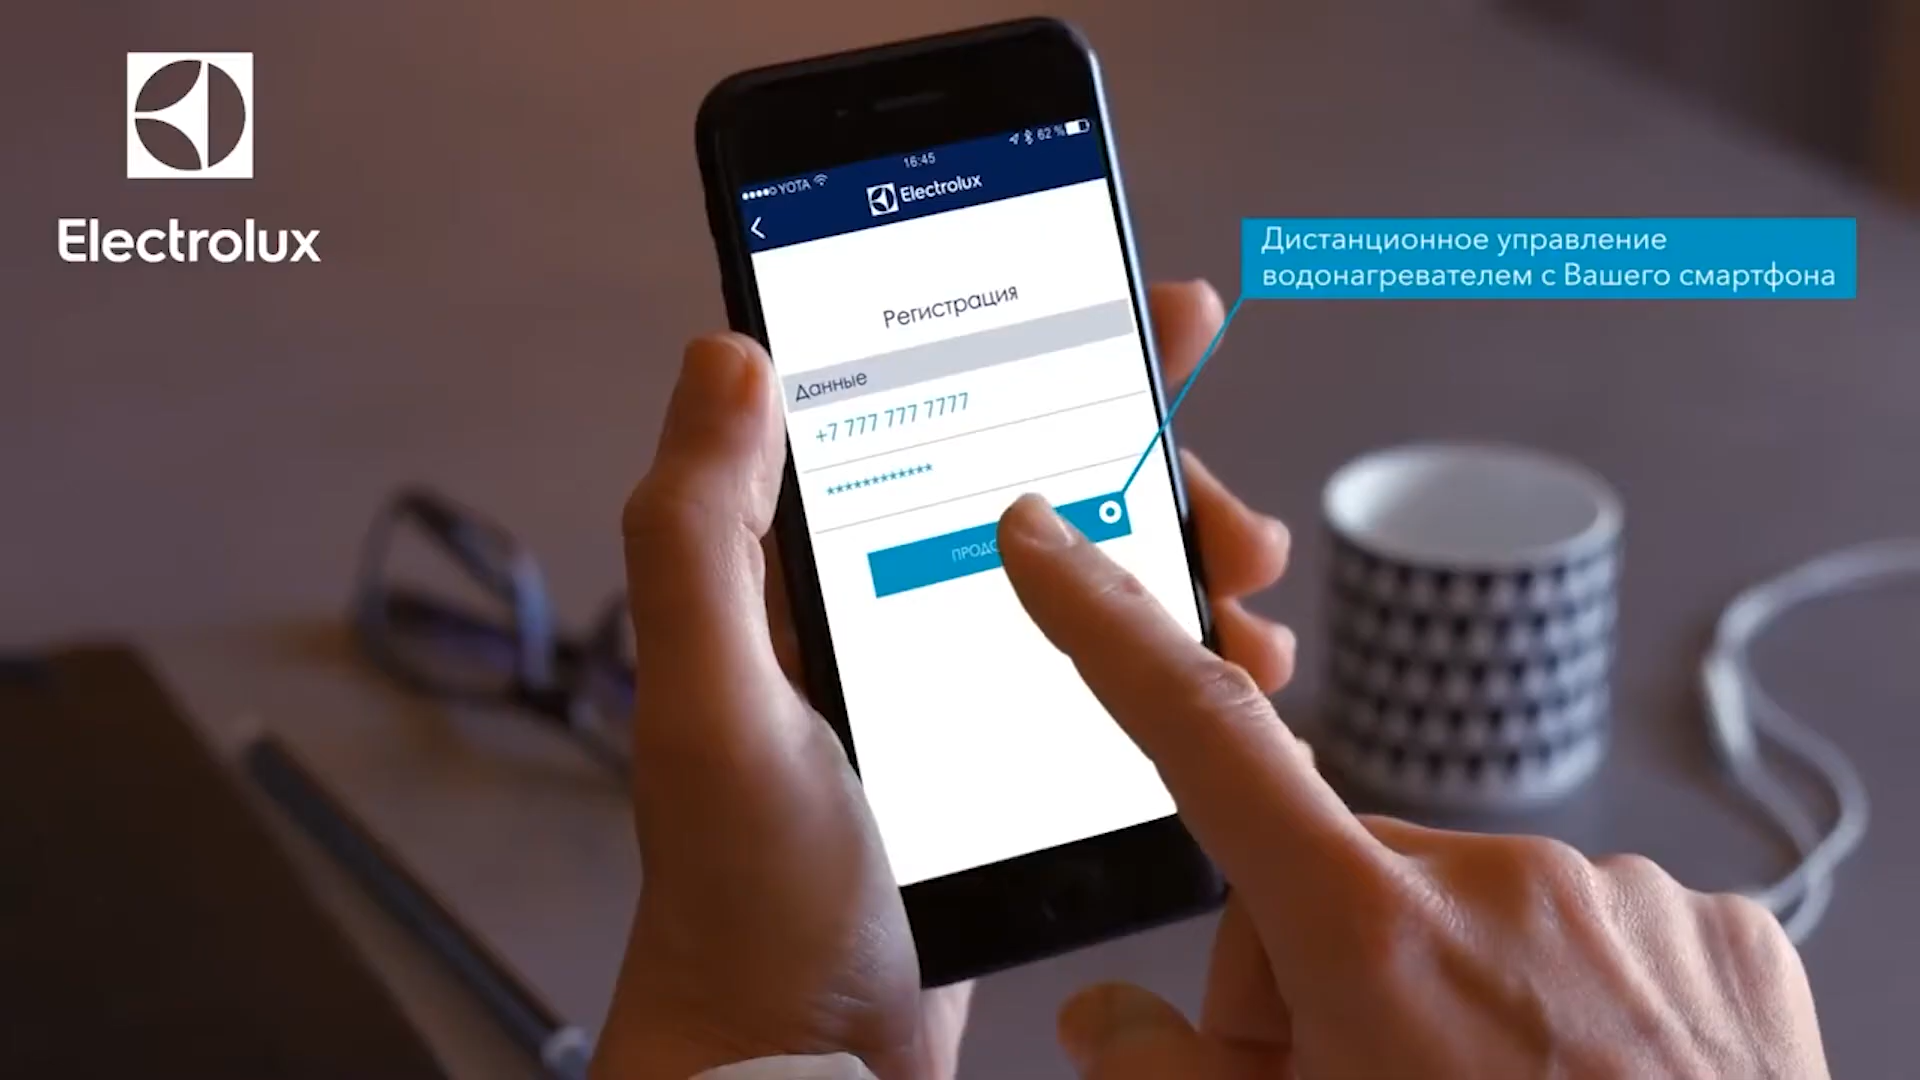 Electrolux
YOTA
16:45
62 %
Electrolux
Регистрация
Данные
+7 777 777 7777
************
Дистанционное управление
водонагревателем с Вашего смартфона